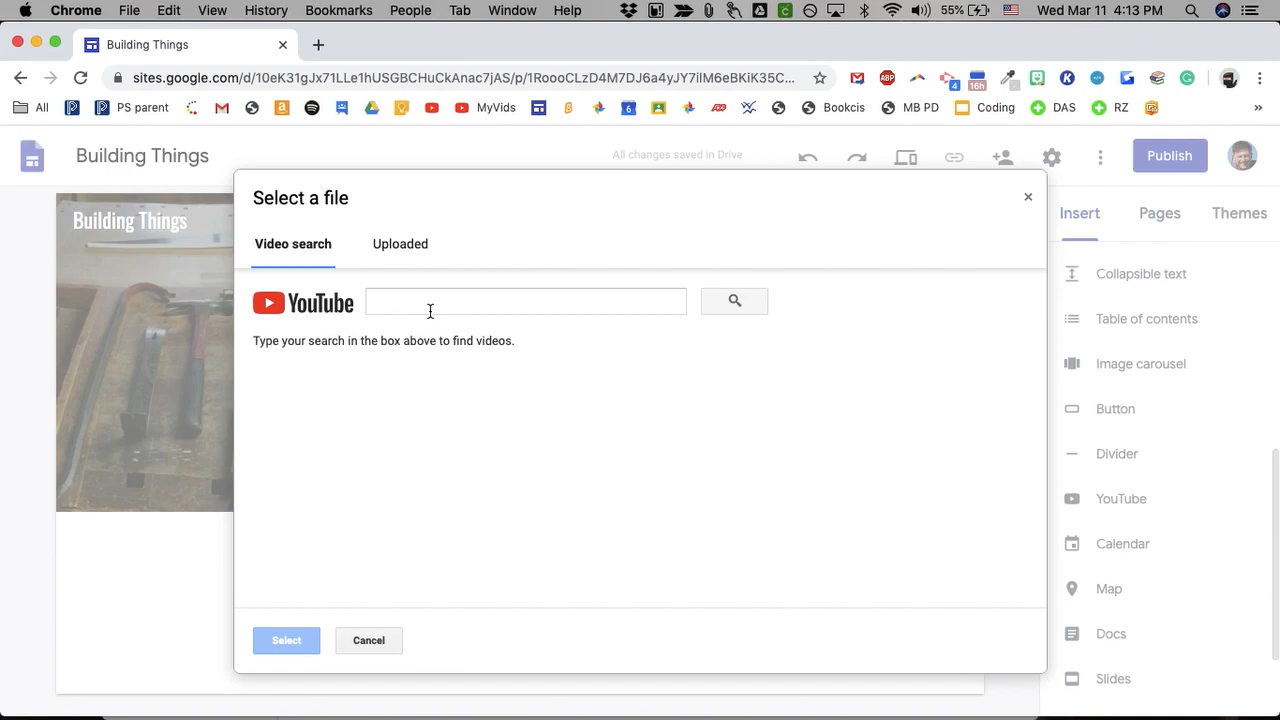 Chrome File Edit View History Bookmarks People Tab Window Help 55% Wed Mar 11 4:13 PM
Building Things
sites.google.com/d/10eK31gJx71LLe1hUSGBCHuCkAnac7jAS/p/1RoooCLzD4M7DJ6a4yJY7ilM6eBKiK35C...
ABP 4 16h
All PS parent MyVids 6 Bookcis MB PD Coding DAS RZ »
Building Things All changes saved in Drive Publish
Select a file
Insert Pages Themes
Building Things
Video search Uploaded
Collapsible text
YouTube
Table of contents
Type your search in the box above to find videos.
Image carousel
Button
Divider
YouTube
Calendar
Map
Docs
Select Cancel
Slides